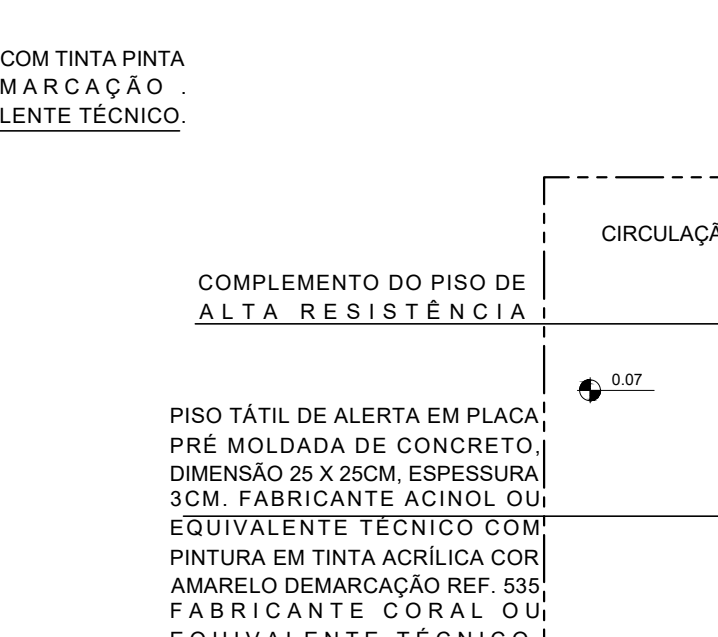 COM TINTA PINTA
MARCAÇÃO .
LENTE TÉCNICO.
CIRCULAÇÃ
COMPLEMENTO DO PISO DE
ALTA RESISTÊNCIA
0.07
PISO TÁTIL DE ALERTA EM PLACA
PRÉ MOLDADA DE CONCRETO,
DIMENSÃO 25 X 25CM, ESPESSURA
3CM. FABRICANTE ACINOL OU
EQUIVALENTE TÉCNICO COM
PINTURA EM TINTA ACRÍLICA COR
AMARELO DEMARCAÇÃO REF. 535
FABRICANTE CORAL OU
EQUIVALENTE TÉCNICO.